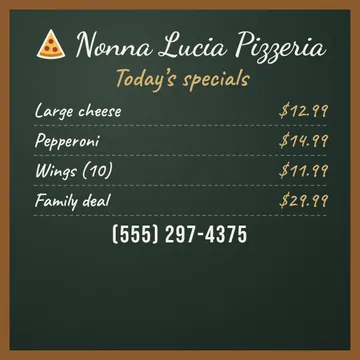 Nonna Lucia Pizzeria
Today's specials
Large cheese $12.99
Pepperoni $14.99
Wings (10) $11.99
Family deal $29.99
(555) 297-4375